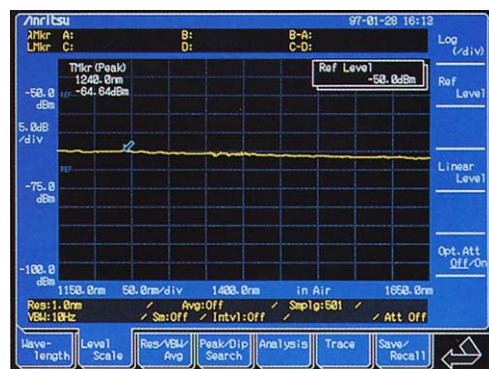 Anritsu 97-01-28 16:13
λMkr A: B: B-A:
LMkr C: D: C-D:
Log
(/div)
TMkr(Peak)
1240.0nm
-64.64dBm
Ref Level
-50.0dBm
Ref
Level
-50.0
dBm
REF
5.0dB
/div
REF
Linear
Level
-75.0
dBm
Opt.Att
Off/On
-100.0
dBm
1150.0nm 50.0nm/div 1400.0nm in Air 1650.0nm
Res:1.0nm / Avg:Off / Smplg:501 /
VBW:10Hz / Sm:Off / Intvl:Off / / Att Off
Wave-
length
Level
Scale
Res/VBW/
Avg
Peak/Dip
Search
Analysis
Trace
Save/
Recall